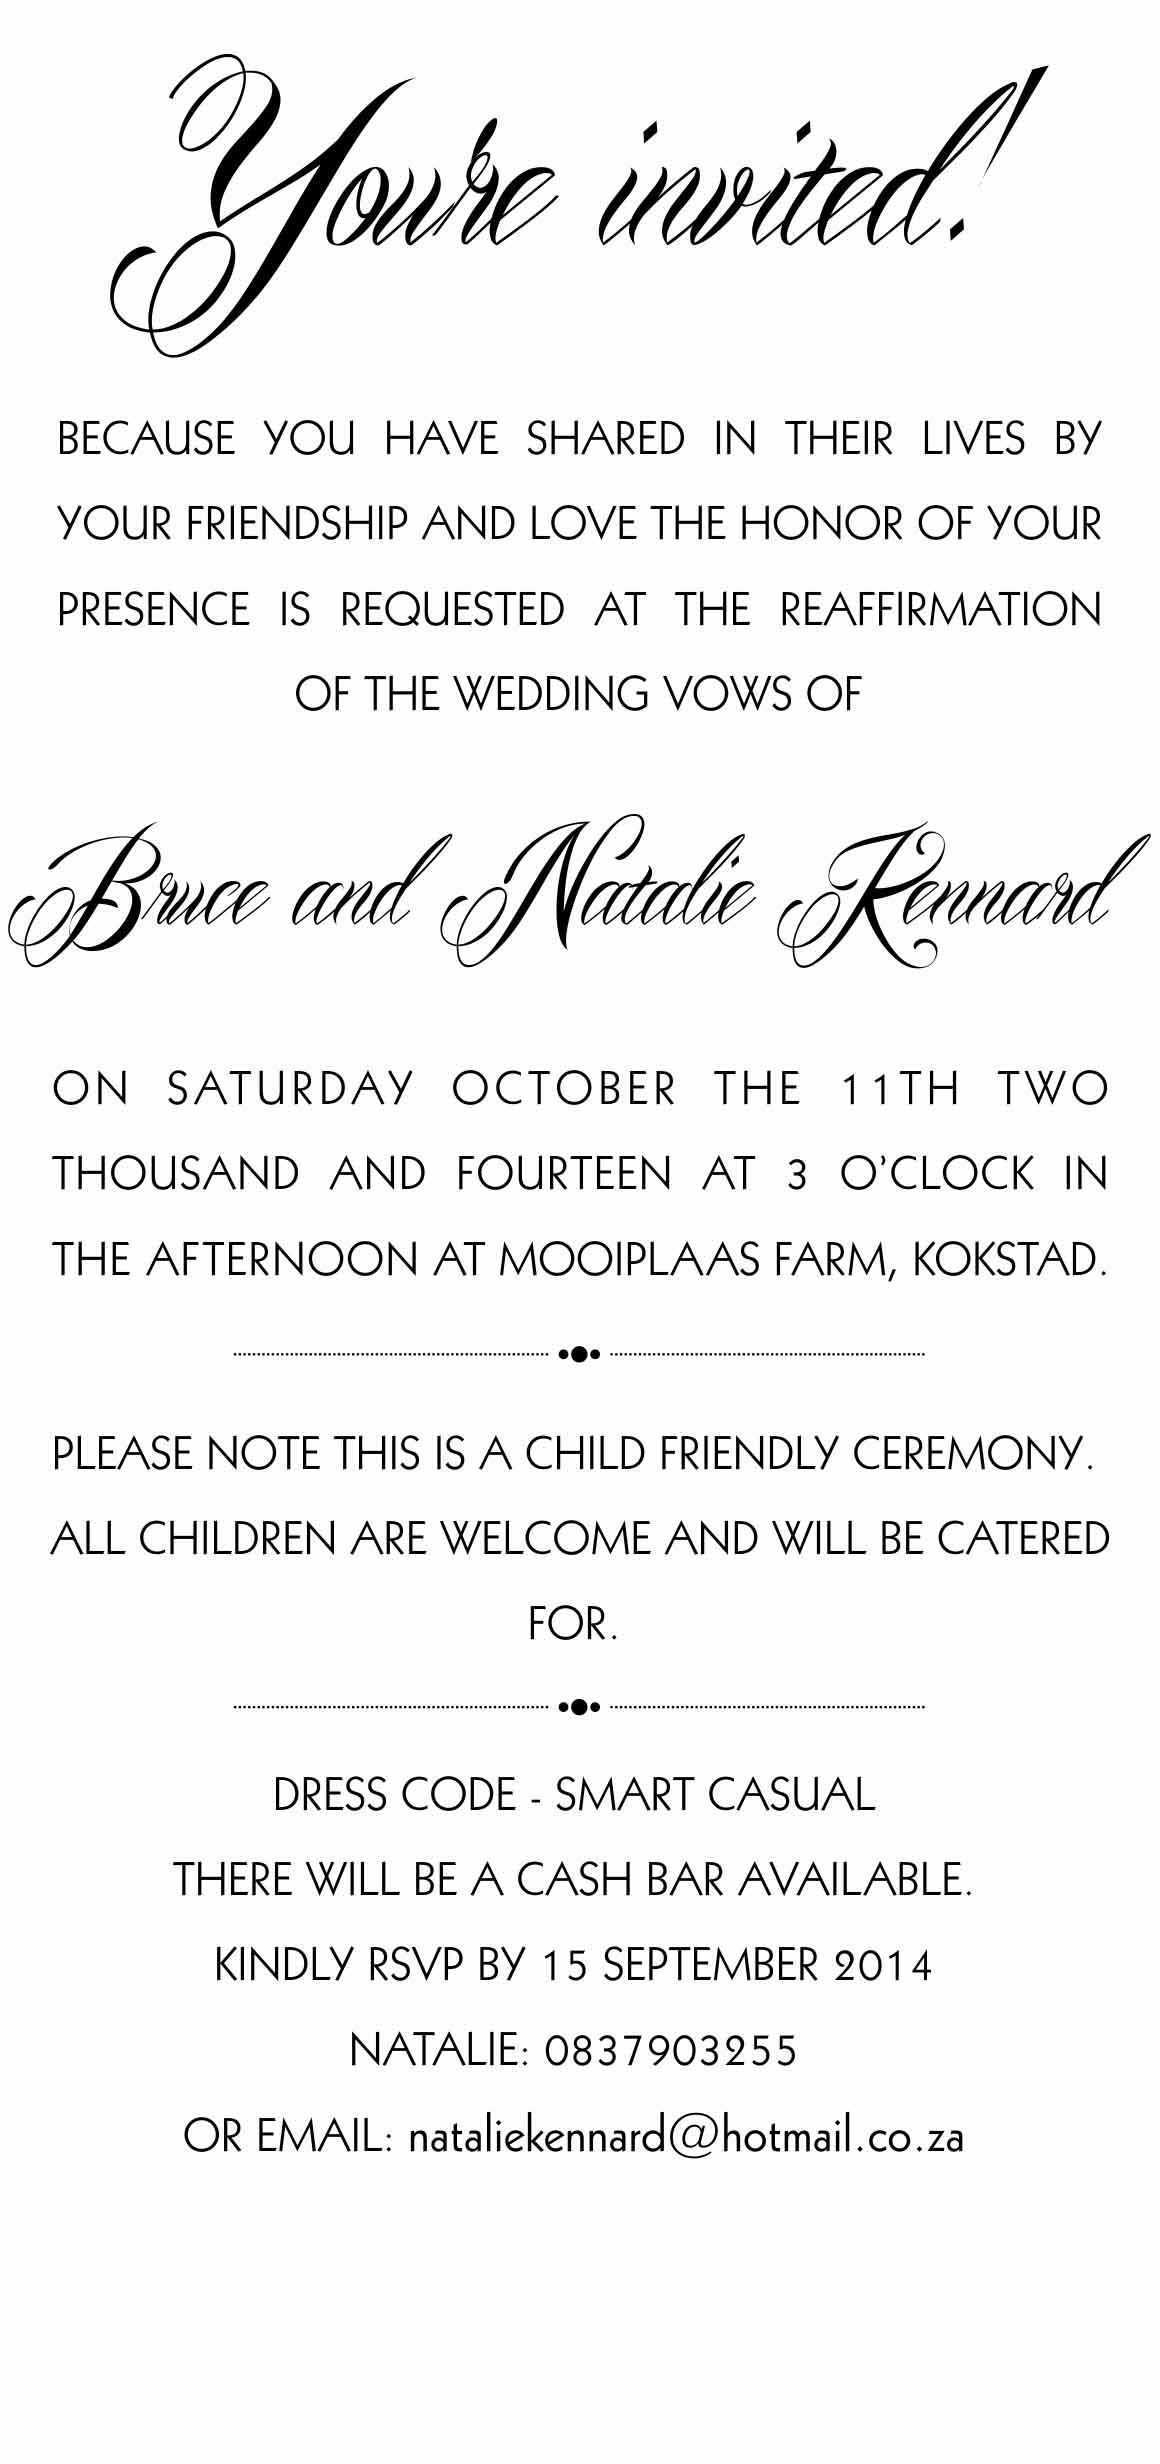 You're invited!
BECAUSE YOU HAVE SHARED IN THEIR LIVES BY
YOUR FRIENDSHIP AND LOVE THE HONOR OF YOUR
PRESENCE IS REQUESTED AT THE REAFFIRMATION
OF THE WEDDING VOWS OF
Bruce and Natalie Kennard
ON SATURDAY OCTOBER THE 11TH TWO
THOUSAND AND FOURTEEN AT 3 O'CLOCK IN
THE AFTERNOON AT MOOIPLAAS FARM, KOKSTAD.
PLEASE NOTE THIS IS A CHILD FRIENDLY CEREMONY.
ALL CHILDREN ARE WELCOME AND WILL BE CATERED
FOR.
DRESS CODE - SMART CASUAL
THERE WILL BE A CASH BAR AVAILABLE.
KINDLY RSVP BY 15 SEPTEMBER 2014
NATALIE: 0837903255
OR EMAIL: nataliekennard@hotmail.co.za